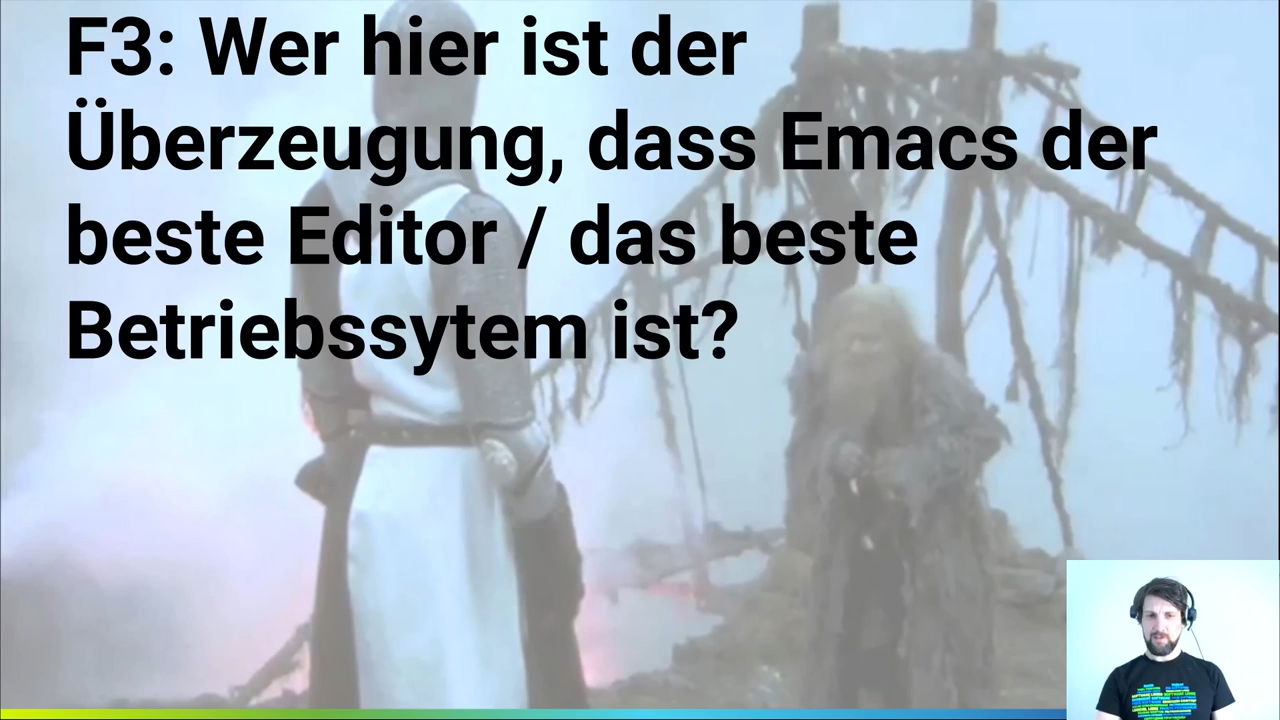 F3: Wer hier ist der
Überzeugung, dass Emacs der
beste Editor / das beste
Betriebssytem ist?